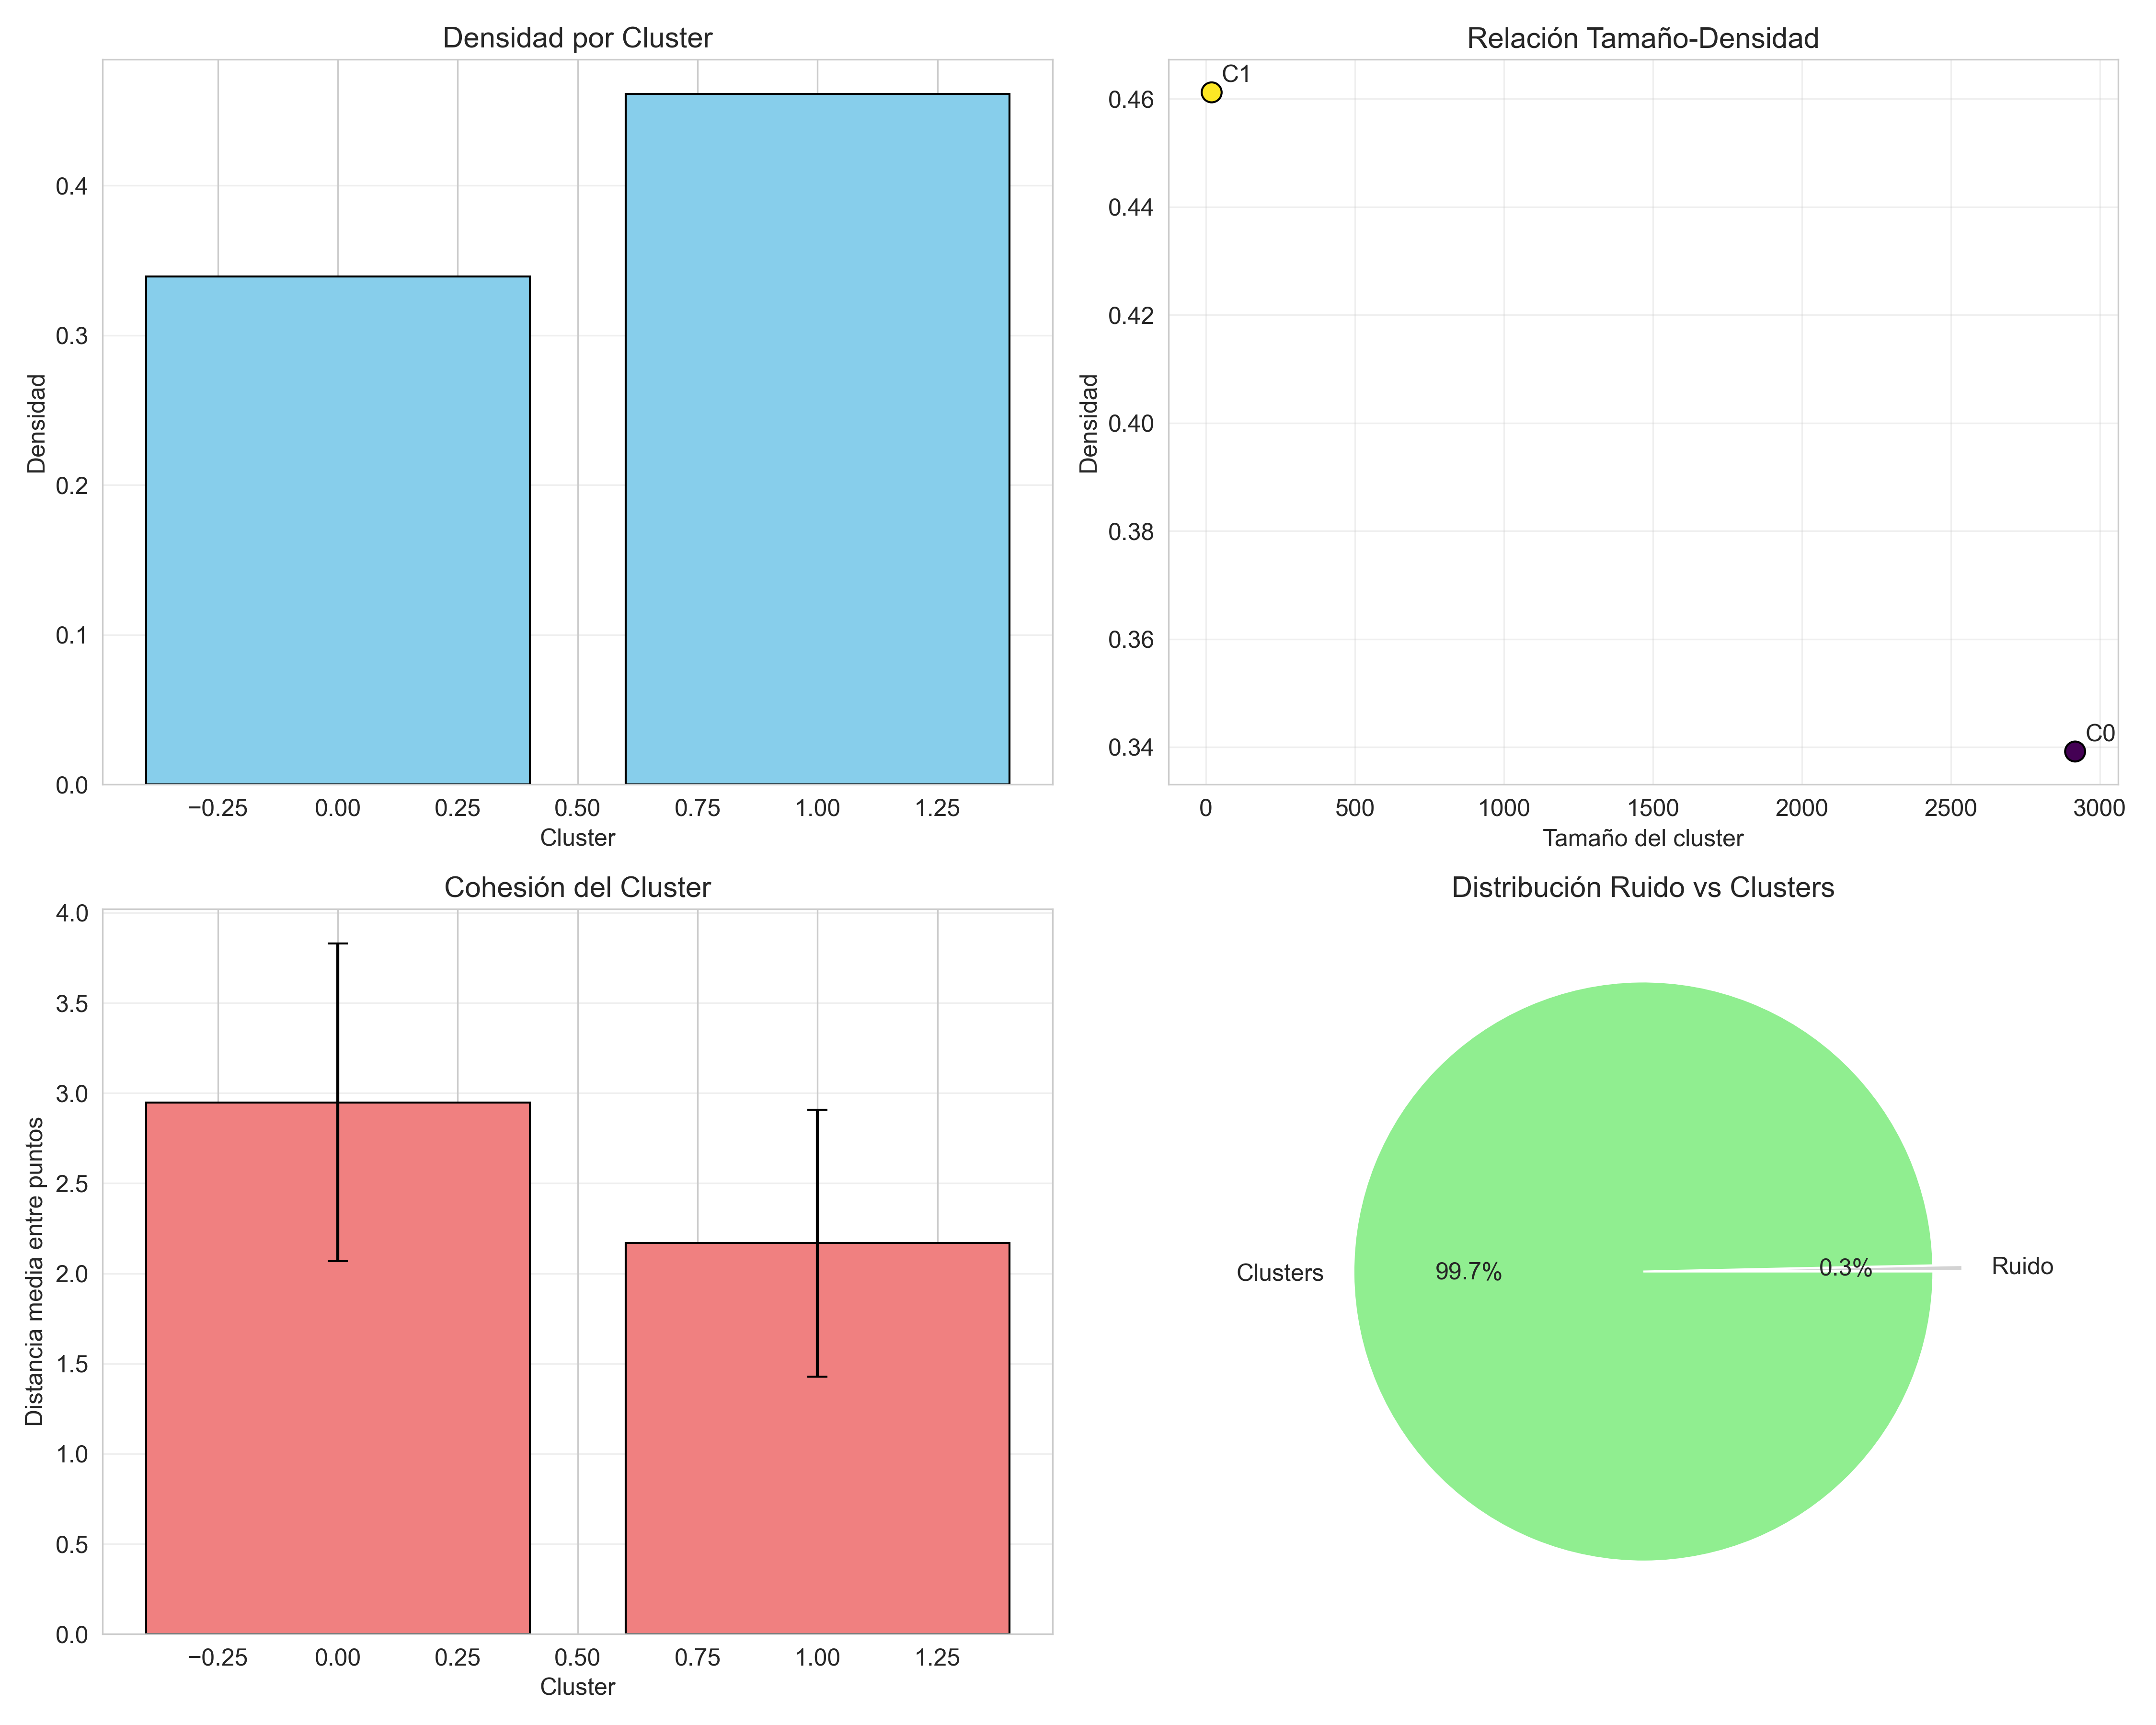 Densidad por Cluster
Densidad
0.4
0.3
0.2
0.1
0.0
−0.25 0.00 0.25 0.50 0.75 1.00 1.25
Cluster
Relación Tamaño-Densidad
Densidad
0.46
0.44
0.42
0.40
0.38
0.36
0.34
C1
C0
0 500 1000 1500 2000 2500 3000
Tamaño del cluster
Cohesión del Cluster
Distancia media entre puntos
4.0
3.5
3.0
2.5
2.0
1.5
1.0
0.5
0.0
−0.25 0.00 0.25 0.50 0.75 1.00 1.25
Cluster
Distribución Ruido vs Clusters
Clusters 99.7% 0.3% Ruido